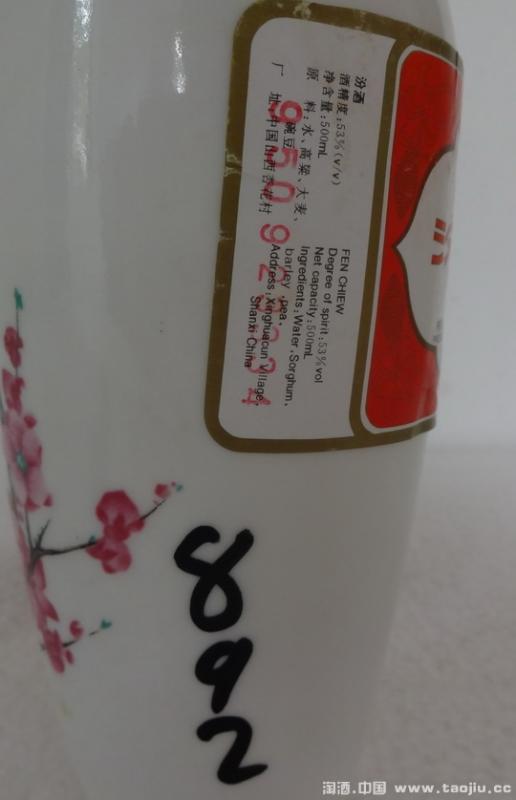 汾酒
酒精度:53%(v/v)
净含量:500mL
原 料:水、高粱、大麦、
豌豆
厂 址:中国山西杏花村
FEN CHIEW
Degree of spirit:53%vol
Net capacity:500mL
Ingredients:Water,Sorghum,
barley,pea,
Address:Xinghuacun Village,
Shanxi China
892
淘酒.中国 www.taojiu.cc